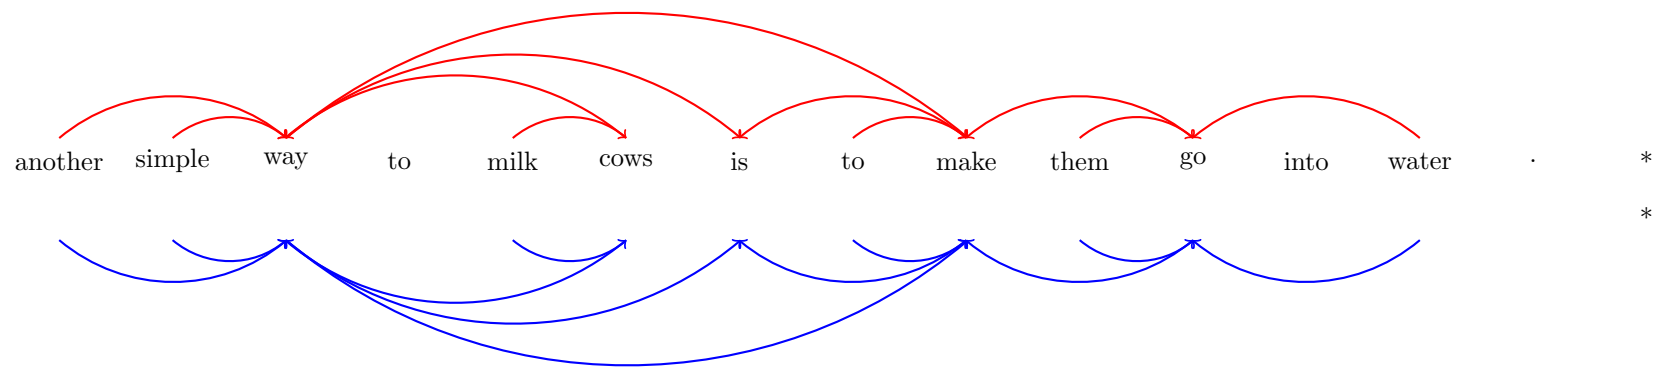 another simple way to milk cows is to make them go into water . *
*